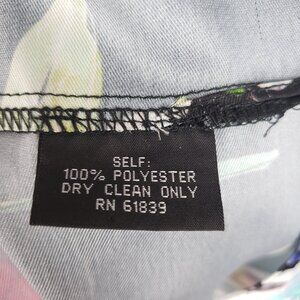 SELF:
100% POLYESTER
DRY CLEAN ONLY
RN 61839